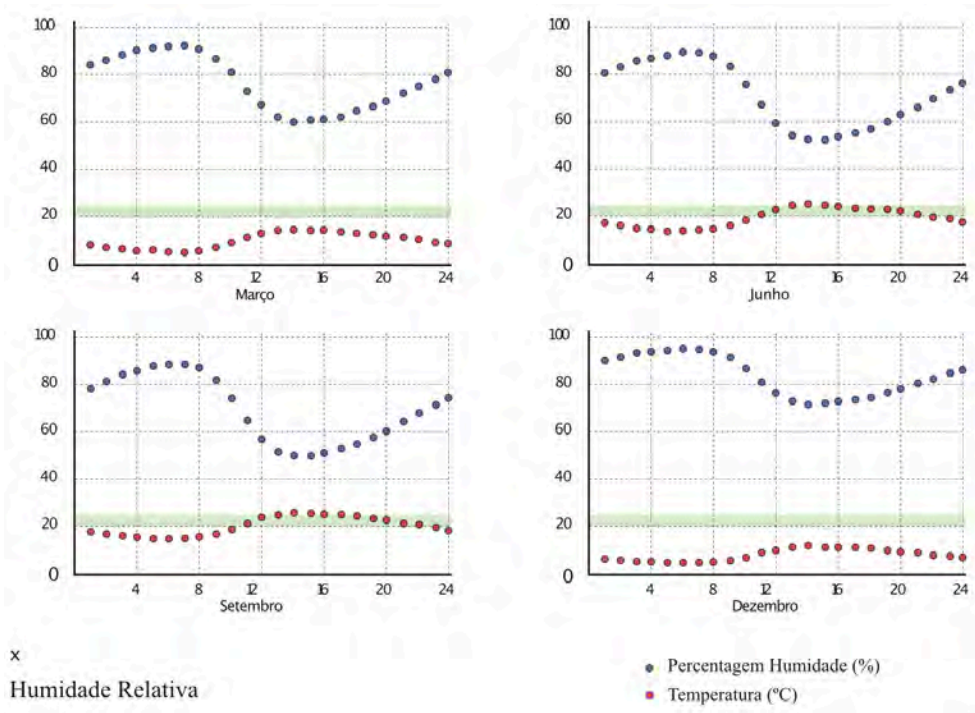 100 100
80 80
60 60
40 40
20 20
0 0
4 8 12 16 20 24 4 8 12 16 20 24
Março Junho
100 100
80 80
60 60
40 40
20 20
0 0
4 8 12 16 20 24 4 8 12 16 20 24
Setembro Dezembro
x
Percentagem Humidade (%)
Humidade Relativa
Temperatura (ºC)